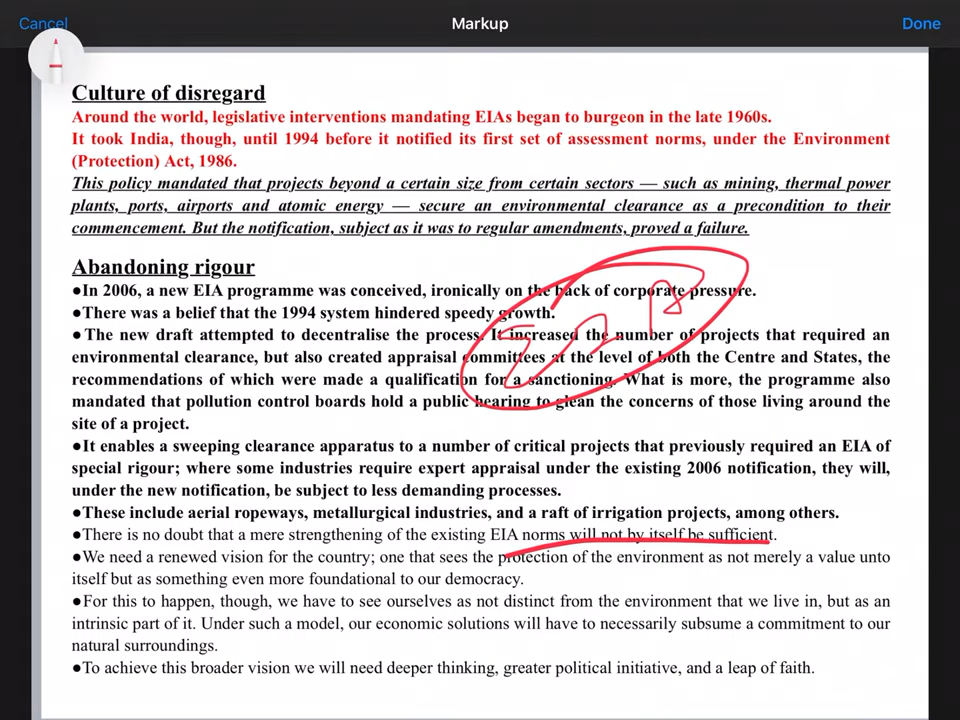 Cancel
Markup
Done
Culture of disregard
Around the world, legislative interventions mandating EIAs began to burgeon in the late 1960s.
It took India, though, until 1994 before it notified its first set of assessment norms, under the Environment
(Protection) Act, 1986.
This policy mandated that projects beyond a certain size from certain sectors — such as mining, thermal power
plants, ports, airports and atomic energy — secure an environmental clearance as a precondition to their
commencement. But the notification, subject as it was to regular amendments, proved a failure.
Abandoning rigour
●In 2006, a new EIA programme was conceived, ironically on the back of corporate pressure.
●There was a belief that the 1994 system hindered speedy growth.
●The new draft attempted to decentralise the process. It increased the number of projects that required an
environmental clearance, but also created appraisal committees at the level of both the Centre and States, the
recommendations of which were made a qualification for a sanctioning. What is more, the programme also
mandated that pollution control boards hold a public hearing to glean the concerns of those living around the
site of a project.
●It enables a sweeping clearance apparatus to a number of critical projects that previously required an EIA of
special rigour; where some industries require expert appraisal under the existing 2006 notification, they will,
under the new notification, be subject to less demanding processes.
●These include aerial ropeways, metallurgical industries, and a raft of irrigation projects, among others.
●There is no doubt that a mere strengthening of the existing EIA norms will not by itself be sufficient.
●We need a renewed vision for the country; one that sees the protection of the environment as not merely a value unto
itself but as something even more foundational to our democracy.
●For this to happen, though, we have to see ourselves as not distinct from the environment that we live in, but as an
intrinsic part of it. Under such a model, our economic solutions will have to necessarily subsume a commitment to our
natural surroundings.
●To achieve this broader vision we will need deeper thinking, greater political initiative, and a leap of faith.
EIA